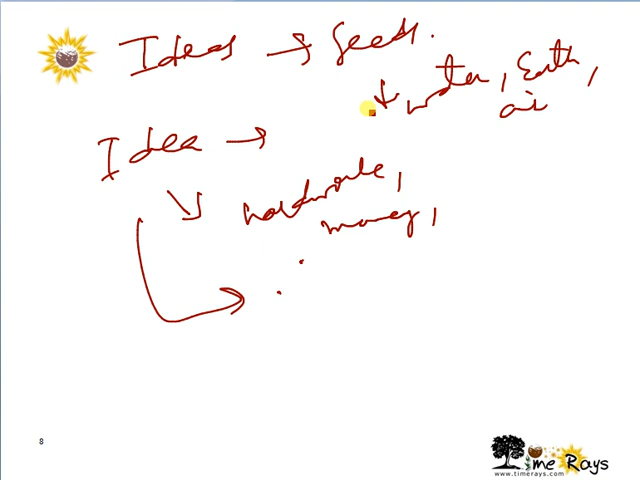 Ideas → Seeds.
↓ water, Earth,
air
Idea →
↘ hardwork,
money,
8
Time Rays
www.timerays.com